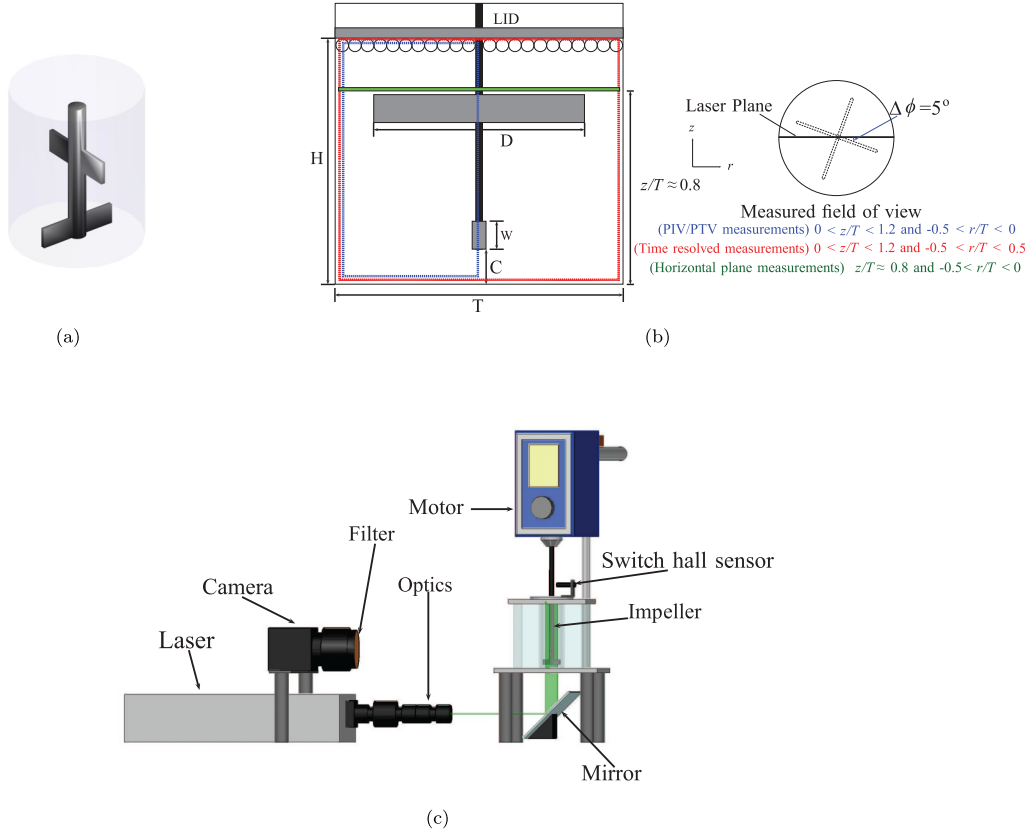 LID
H
D
W
C
T
z/T ≈ 0.8
z
r
Laser Plane
Δϕ=5°
Measured field of view
(PIV/PTV measurements) 0 < z/T < 1.2 and -0.5 < r/T < 0
(Time resolved measurements) 0 < z/T < 1.2 and -0.5 < r/T < 0.5
(Horizontal plane measurements) z/T ≈ 0.8 and -0.5< r/T < 0
(a)
(b)
Motor
Filter
Switch hall sensor
Camera
Optics
Impeller
Laser
Mirror
(c)